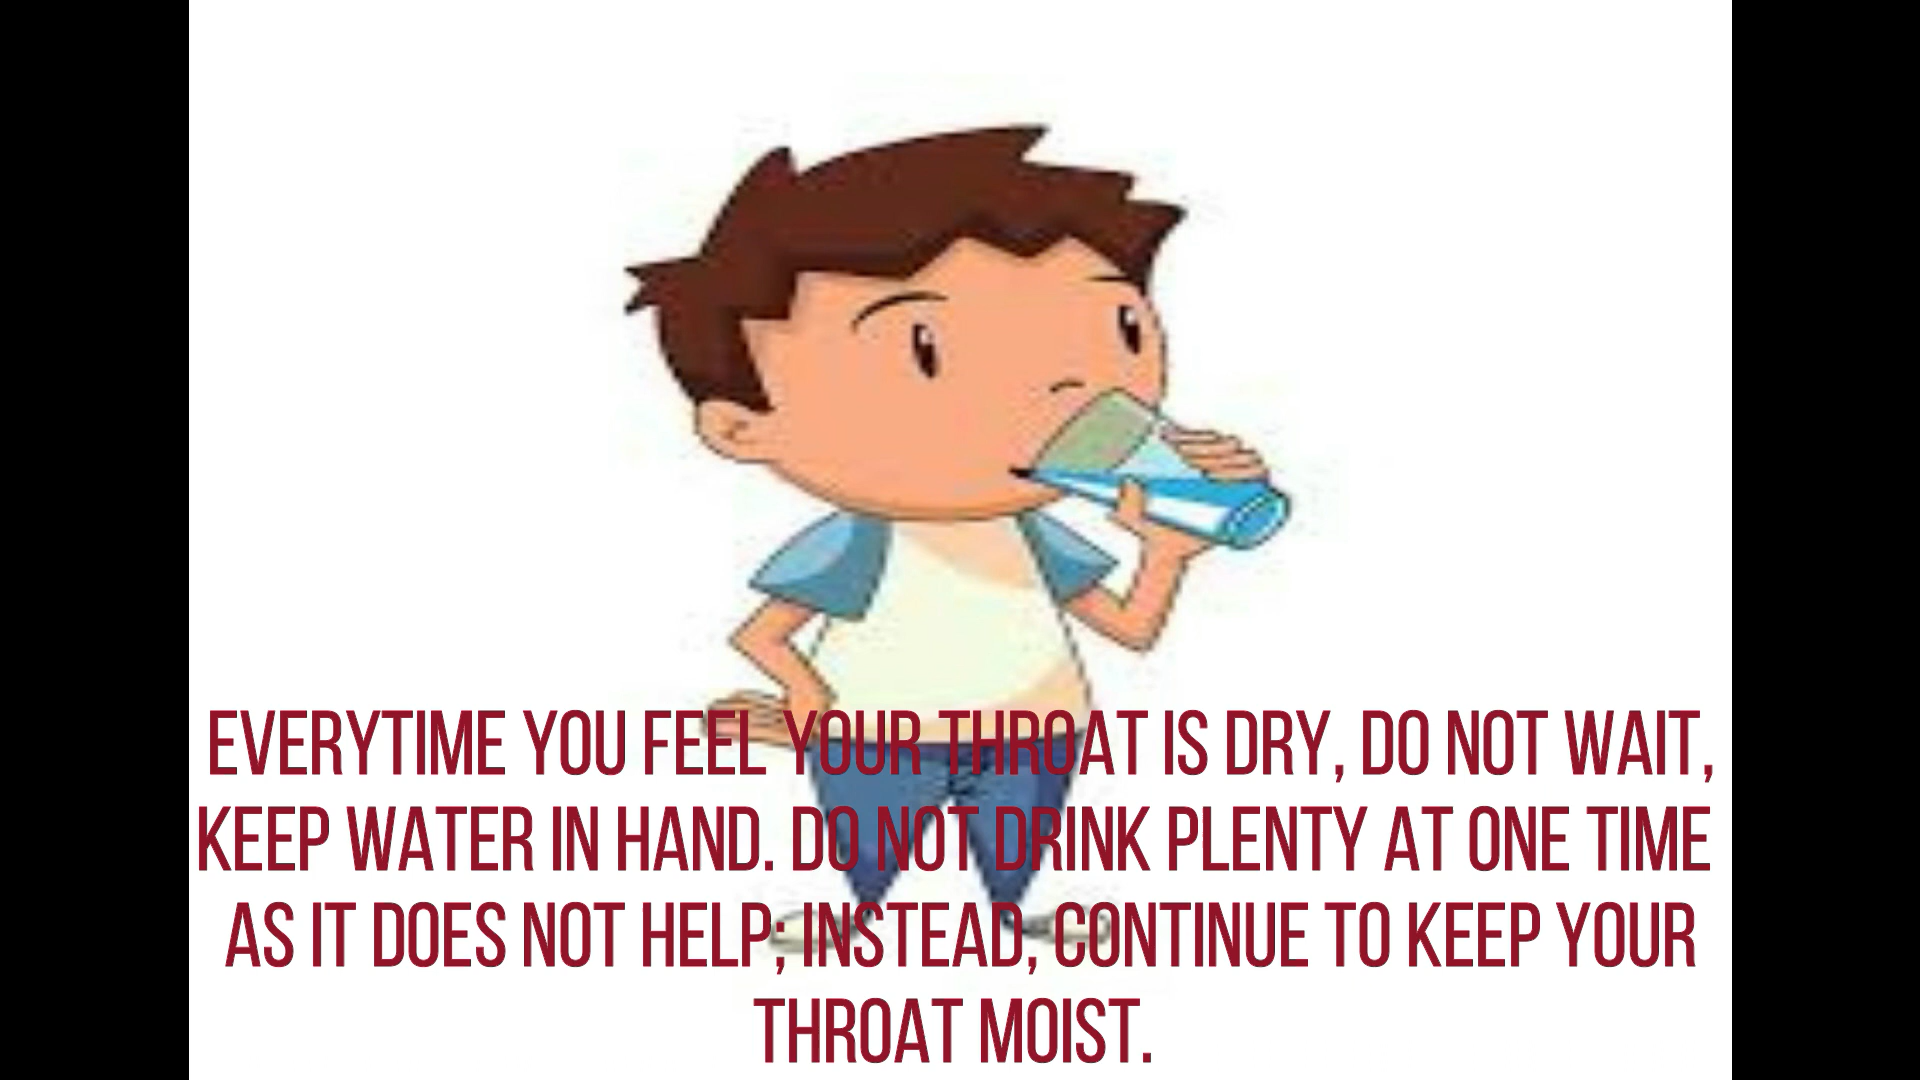 EVERYTIME YOU FEEL YOUR THROAT IS DRY, DO NOT WAIT,
KEEP WATER IN HAND. DO NOT DRINK PLENTY AT ONE TIME
AS IT DOES NOT HELP; INSTEAD, CONTINUE TO KEEP YOUR
THROAT MOIST.